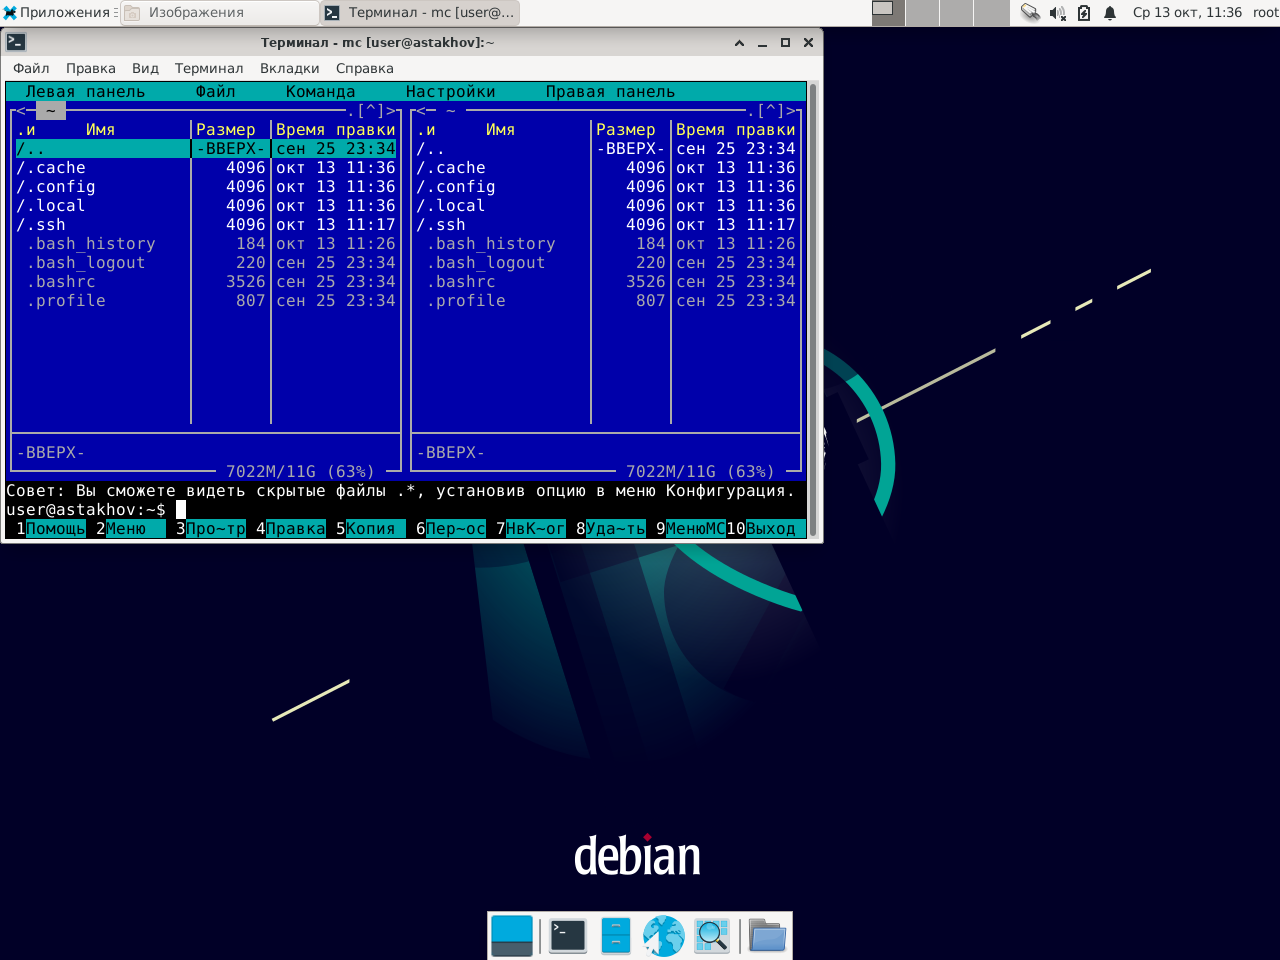 Приложения Изображения Терминал - mc [user@... Ср 13 окт, 11:36 root
Терминал - mc [user@astakhov]:~
Файл Правка Вид Терминал Вкладки Справка
Левая панель Файл Команда Настройки Правая панель
<─ ~ .[^]> <─ ~ .[^]>
.и Имя Размер Время правки .и Имя Размер Время правки
/.. -ВВЕРХ- сен 25 23:34 /.. -ВВЕРХ- сен 25 23:34
/.cache 4096 окт 13 11:36 /.cache 4096 окт 13 11:36
/.config 4096 окт 13 11:36 /.config 4096 окт 13 11:36
/.local 4096 окт 13 11:36 /.local 4096 окт 13 11:36
/.ssh 4096 окт 13 11:17 /.ssh 4096 окт 13 11:17
.bash_history 184 окт 13 11:26 .bash_history 184 окт 13 11:26
.bash_logout 220 сен 25 23:34 .bash_logout 220 сен 25 23:34
.bashrc 3526 сен 25 23:34 .bashrc 3526 сен 25 23:34
.profile 807 сен 25 23:34 .profile 807 сен 25 23:34
-ВВЕРХ- -ВВЕРХ-
7022M/11G (63%) 7022M/11G (63%)
Совет: Вы сможете видеть скрытые файлы .*, установив опцию в меню Конфигурация.
user@astakhov:~$
1Помощь 2Меню 3Про~тр 4Правка 5Копия 6Пер~ос 7НвК~ог 8Уда~ть 9МенюMC 10Выход
debian